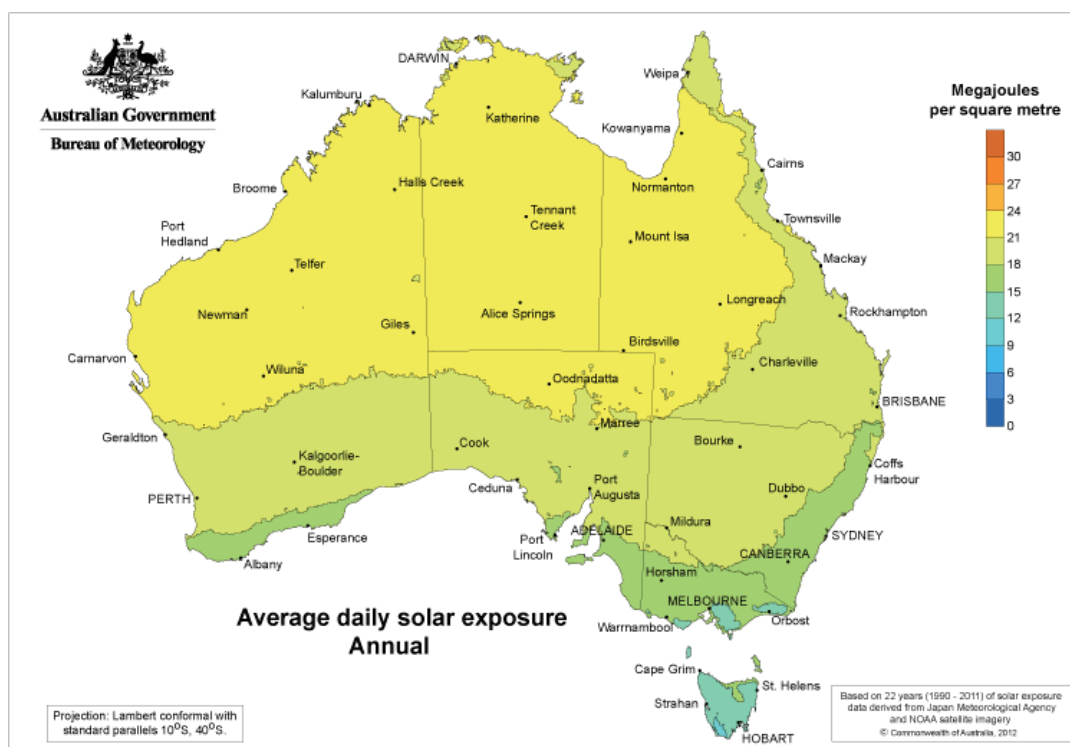 Australian Government
Bureau of Meteorology
DARWIN
Weipa
Kalumburu
Katherine
Kowanyama
Megajoules
per square metre
30
27
24
21
18
15
12
9
6
3
0
Cairns
Broome
Halls Creek
Normanton
Port
Hedland
Tennant
Creek
Townsville
Mount Isa
Telfer
Mackay
Newman
Alice Springs
Longreach
Rockhampton
Giles
Carnarvon
Birdsville
Charleville
Wiluna
Oodnadatta
BRISBANE
Geraldton
Marree
Bourke
Cook
Kalgoorlie-
Boulder
Coffs
Harbour
PERTH
Ceduna
Port
Augusta
Dubbo
Esperance
Port
Lincoln
ADELAIDE
Mildura
SYDNEY
Albany
CANBERRA
Horsham
MELBOURNE
Warrnambool
Orbost
Average daily solar exposure
Annual
Cape Grim
St. Helens
Strahan
HOBART
Projection: Lambert conformal with
standard parallels 10°S, 40°S.
Based on 22 years (1990 - 2011) of solar exposure
data derived from Japan Meteorological Agency
and NOAA satellite imagery
© Commonwealth of Australia, 2012